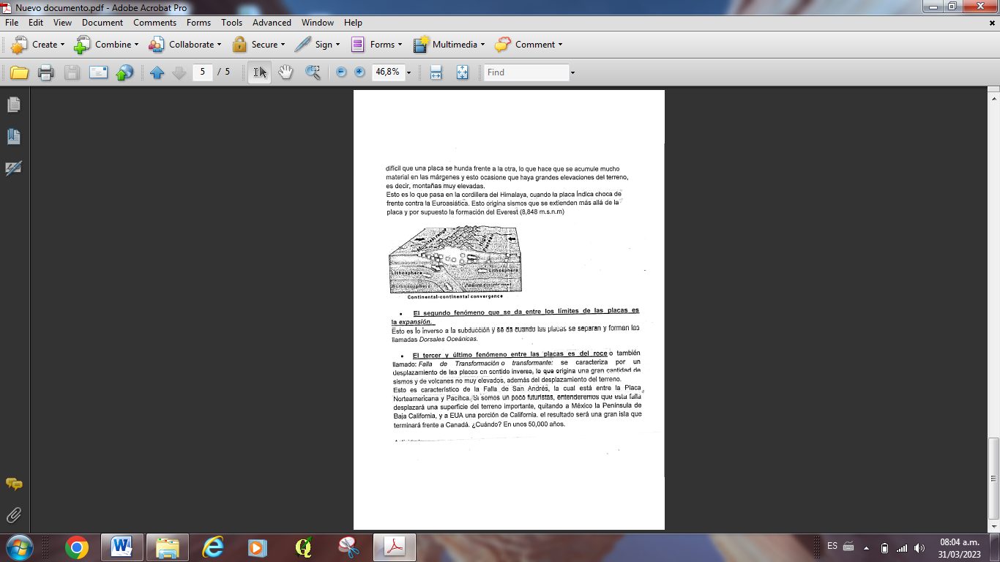 Nuevo documento.pdf - Adobe Acrobat Pro
File Edit View Document Comments Forms Tools Advanced Window Help
Create Combine Collaborate Secure Sign Forms Multimedia Comment
5 / 5 46,8% Find
difícil que una placa se hunda frente a la otra, lo que hace que se acumule mucho
material en las márgenes y esto ocasione que haya grandes elevaciones del terreno,
es decir, montañas muy elevadas.
Esto es lo que pasa en la cordillera del Himalaya, cuando la placa Índica choca de
frente contra la Euroasiática. Esto origina sismos que se extienden más allá de la
placa y por supuesto la formación del Everest (8,848 m.s.n.m)
Mountain range
High
Lithosphere Lithosphere
Continental-continental convergence
• El segundo fenómeno que se da entre los límites de las placas es
la expansión.
Esto es lo inverso a la subducción y se da cuando las placas se separan y forman las
llamadas Dorsales Oceánicas.
• El tercer y último fenómeno entre las placas es del roce o también
llamado: Falla de Transformación o transformante: se caracteriza por un
desplazamiento de las placas en sentido inverso, lo que origina una gran cantidad de
sismos y de volcanes no muy elevados, además del desplazamiento del terreno.
Esto es característico de la Falla de San Andrés, la cual está entre la Placa
Norteamericana y Pacífica. Si somos un poco futuristas, entenderemos que esta falla
desplazará una superficie del terreno importante, quitando a México la Península de
Baja California, y a EUA una porción de California. el resultado será una gran isla que
terminará frente a Canadá. ¿Cuándo? En unos 50,000 años.
ES
08:04 a.m.
31/03/2023